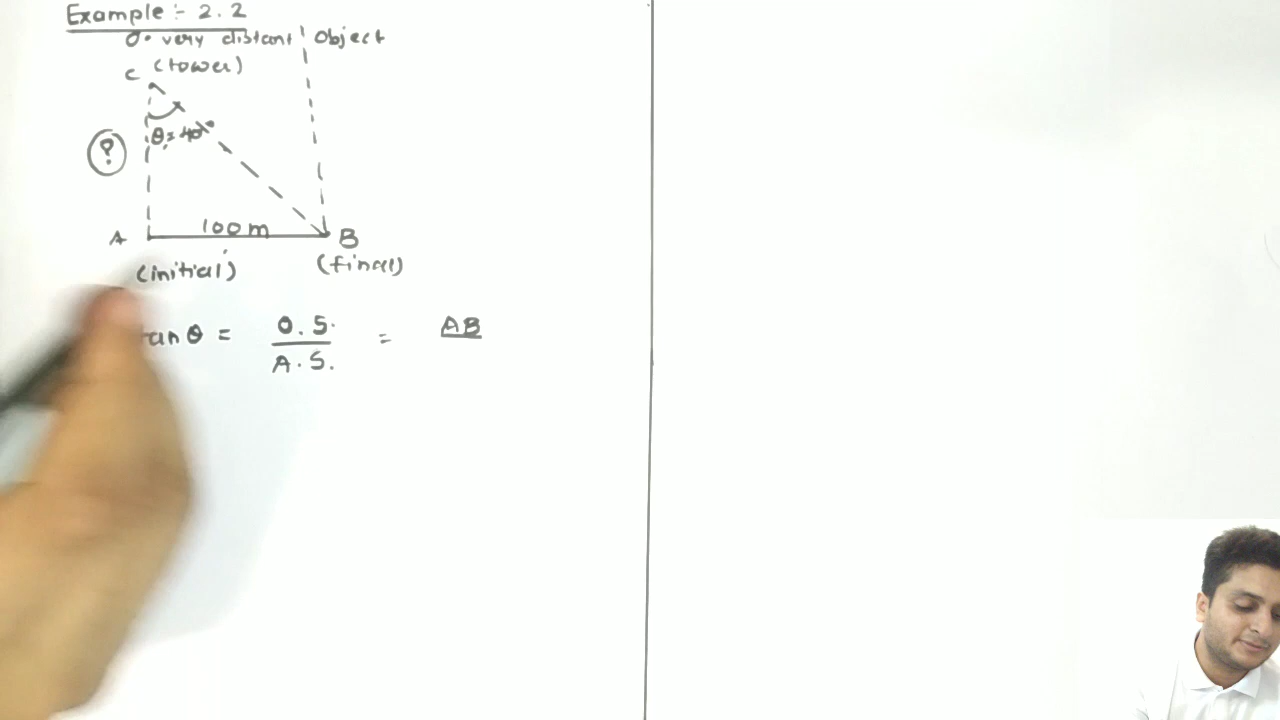 Example :- 2.2
O. very distant object
C (tower)
θ = 40°
?
100 m
A B
(initial) (final)
tan θ = O.S. / A.S. = AB